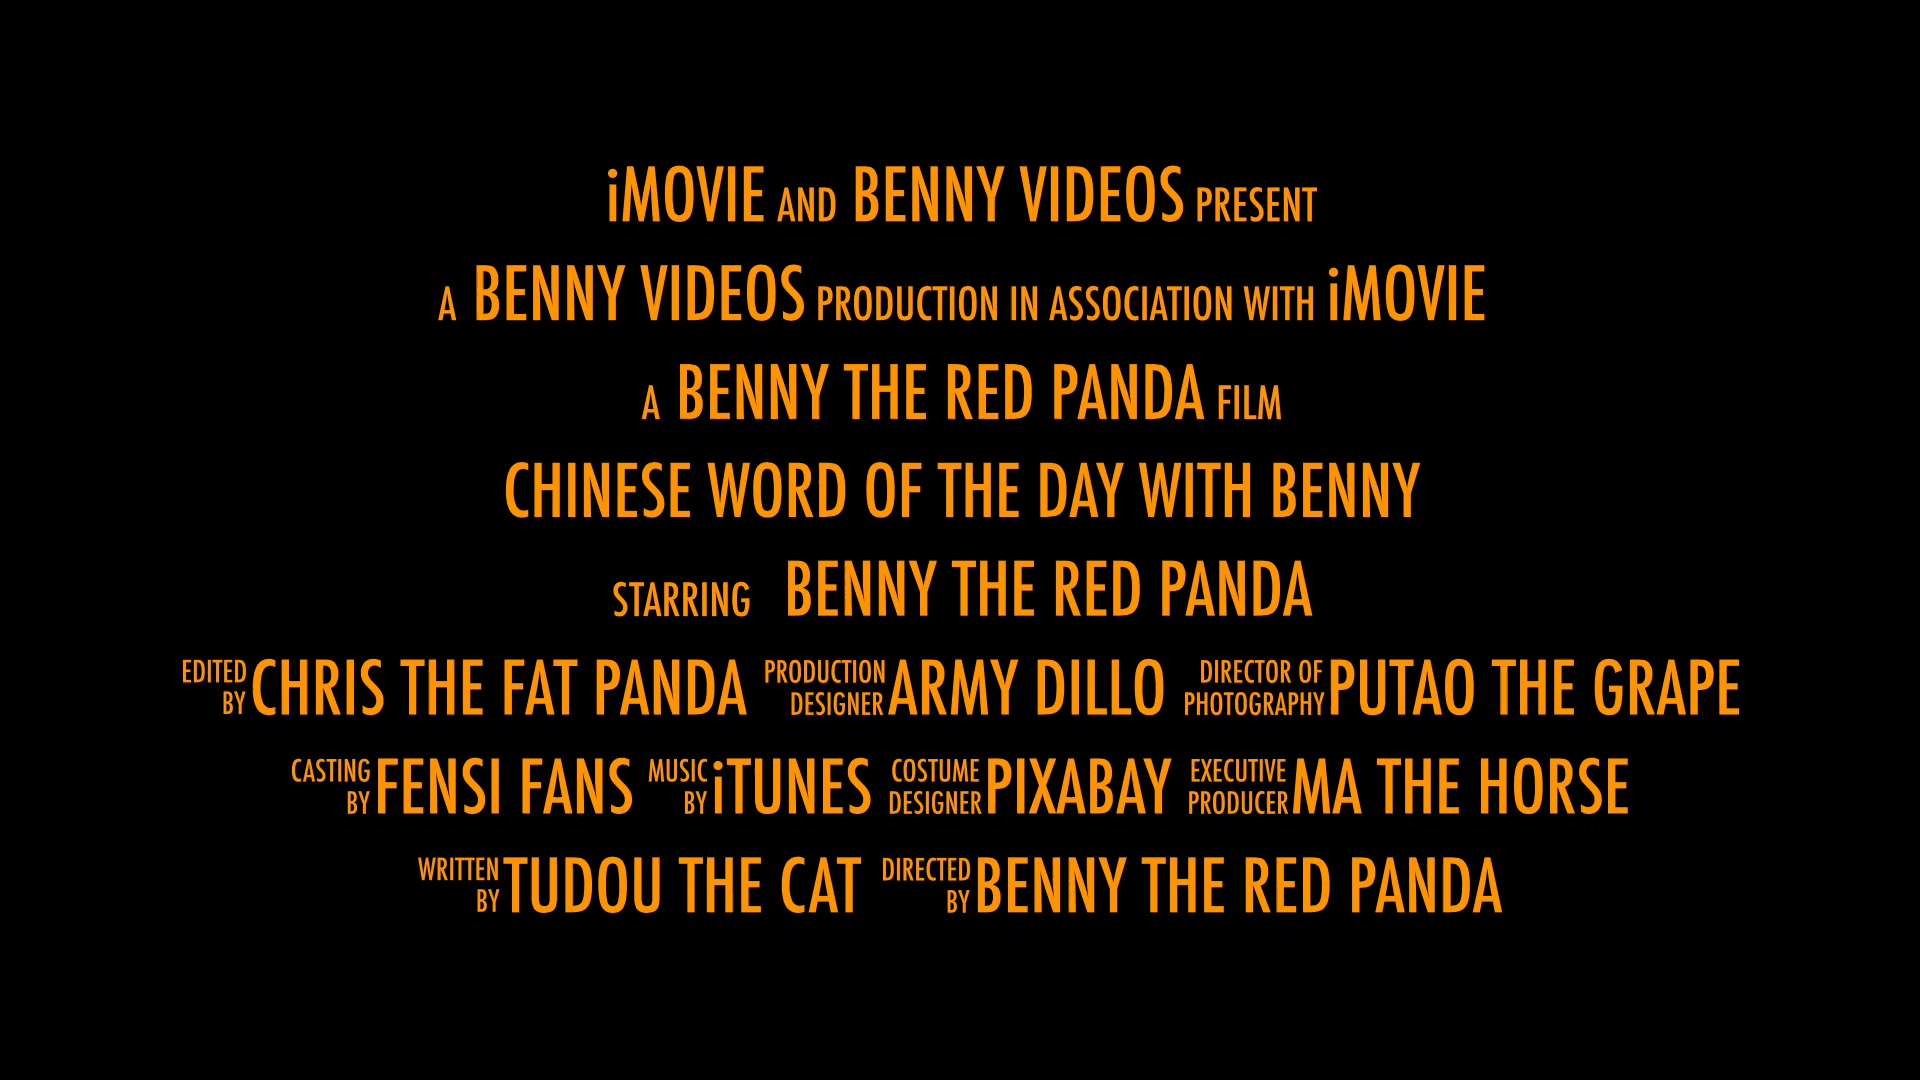 iMOVIE AND BENNY VIDEOS PRESENT
A BENNY VIDEOS PRODUCTION IN ASSOCIATION WITH iMOVIE
A BENNY THE RED PANDA FILM
CHINESE WORD OF THE DAY WITH BENNY
STARRING BENNY THE RED PANDA
EDITED BY CHRIS THE FAT PANDA PRODUCTION DESIGNER ARMY DILLO DIRECTOR OF PHOTOGRAPHY PUTAO THE GRAPE
CASTING BY FENSI FANS MUSIC BY iTUNES COSTUME DESIGNER PIXABAY EXECUTIVE PRODUCER MA THE HORSE
WRITTEN BY TUDOU THE CAT DIRECTED BY BENNY THE RED PANDA